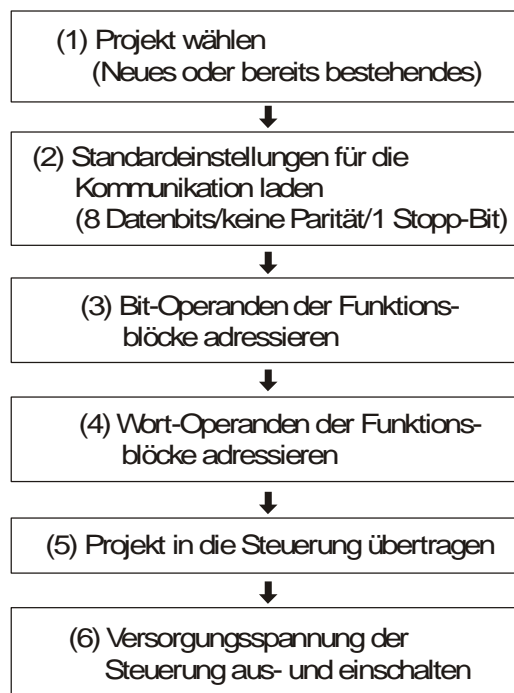 (1) Projekt wählen
(Neues oder bereits bestehendes)
(2) Standardeinstellungen für die
Kommunikation laden
(8 Datenbits/keine Parität/1 Stopp-Bit)
(3) Bit-Operanden der Funktions-
blöcke adressieren
(4) Wort-Operanden der Funktions-
blöcke adressieren
(5) Projekt in die Steuerung übertragen
(6) Versorgungsspannung der
Steuerung aus- und einschalten